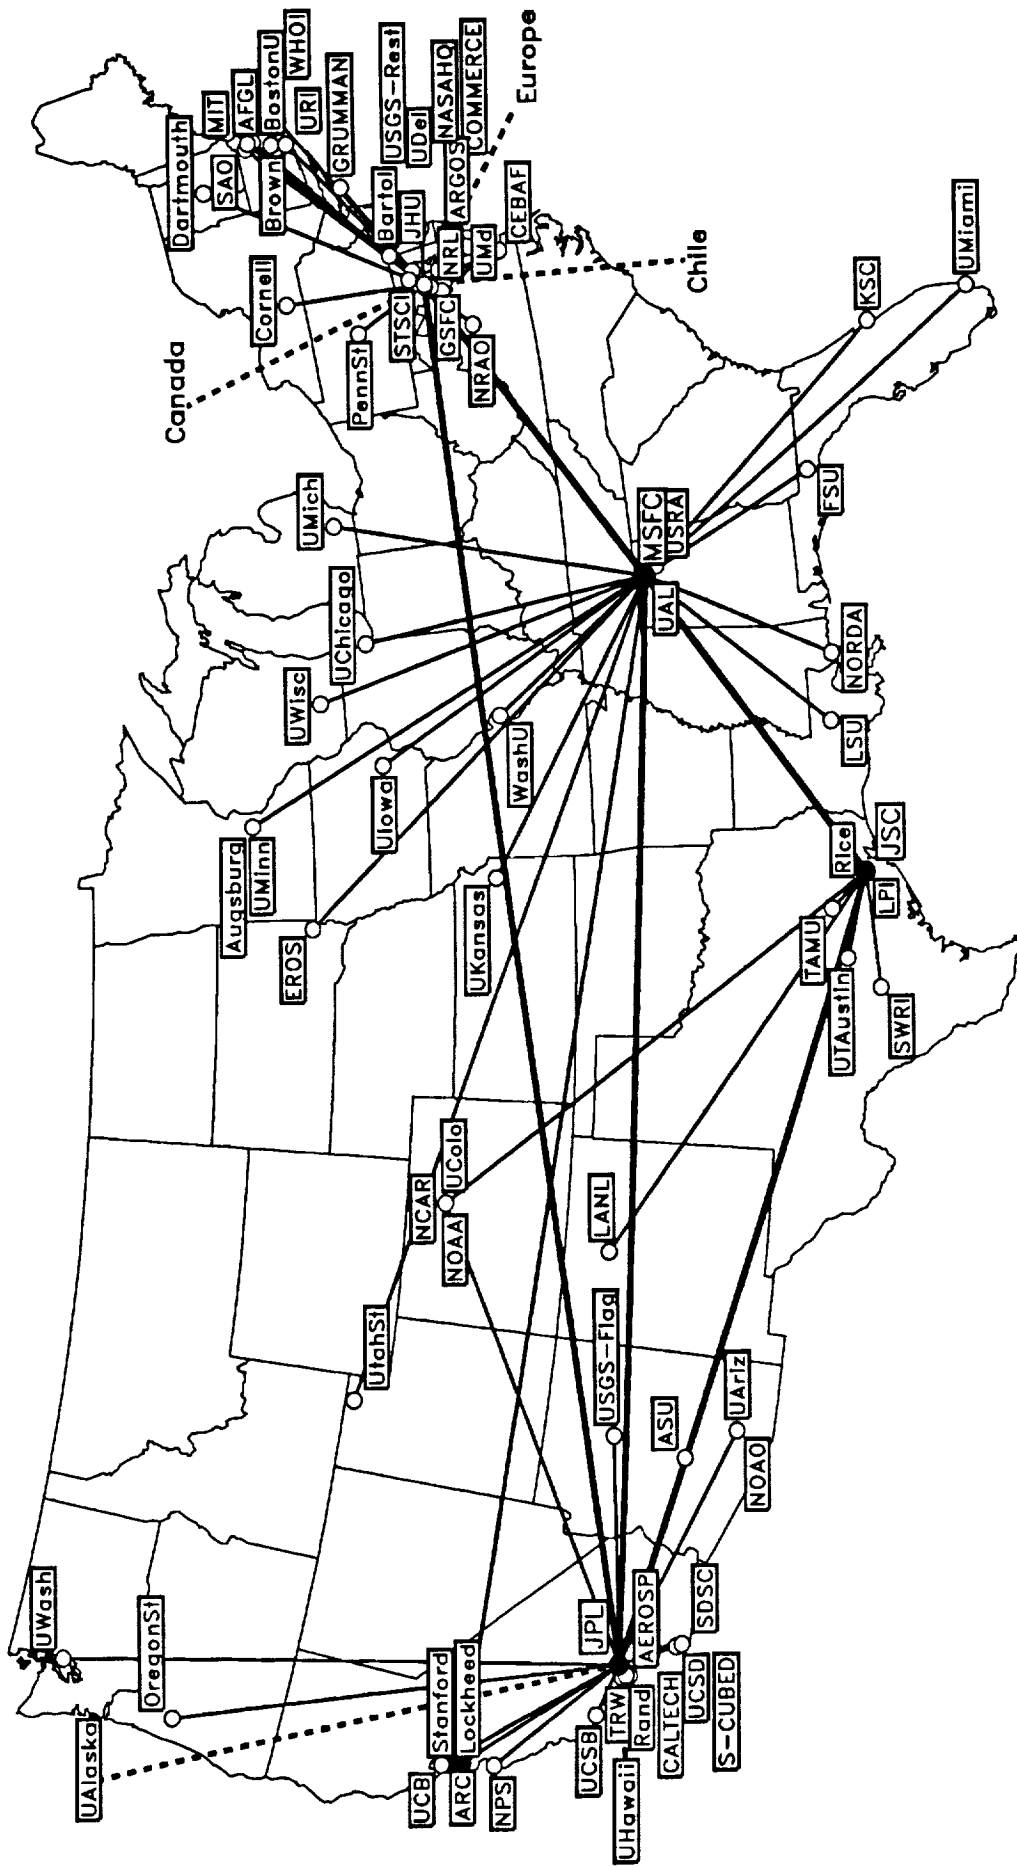 UWash
OregonSt
UAlaska
UCB
Stanford
Lockheed
ARC
NPS
JPL
AEROSP
UCSB
TRW
Rand
UHawaii
CALTECH
UCSD
SDSC
S-CUBED
UtahSt
NCAR
NOAA
UColo
LANL
USGS-Flag
ASU
UAriz
NOAO
Augsburg
UMinn
EROS
UIowa
UKansas
WashU
UWisc
UChicago
UMich
TAMU
UTAustin
SWRI
Rice
JSC
LPI
LSU
NORDA
UAL
MSFC
USRA
FSU
KSC
UMiami
Canada
Cornell
PennSt
Dartmouth
MIT
SAO
AFGL
BostonU
WHOI
Brown
URI
GRUMMAN
Bartol
JHU
USGS-Rest
UDel
NASAHQ
COMMERCE
ARGOS
STSCI
GSFC
NRL
UMd
NRAO
CEBAF
Europe
Chile